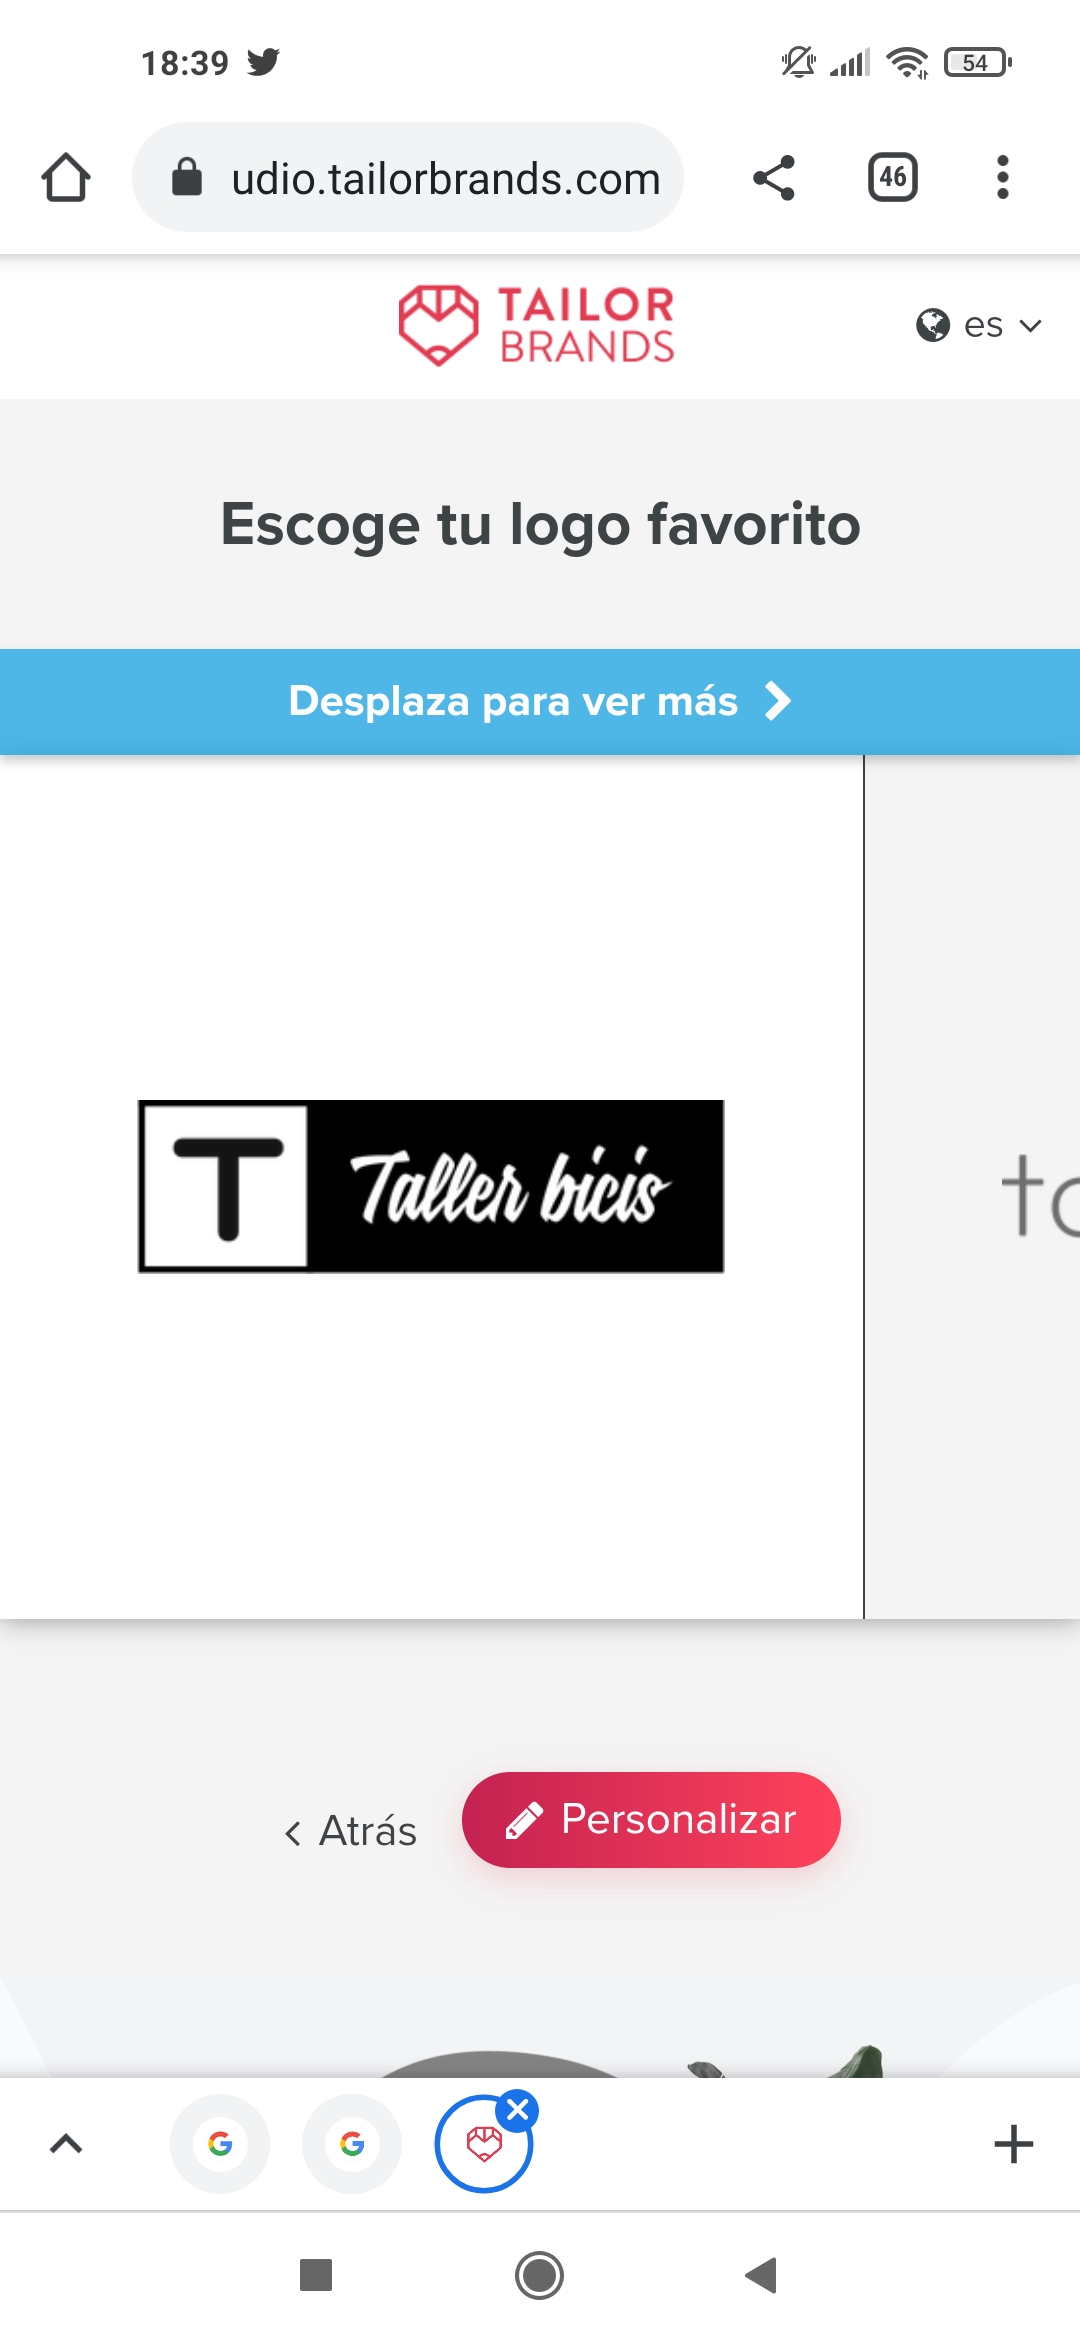 18:39
54
udio.tailorbrands.com
46
TAILOR
BRANDS
es
Escoge tu logo favorito
Desplaza para ver más
T Taller bicis
Atrás
Personalizar